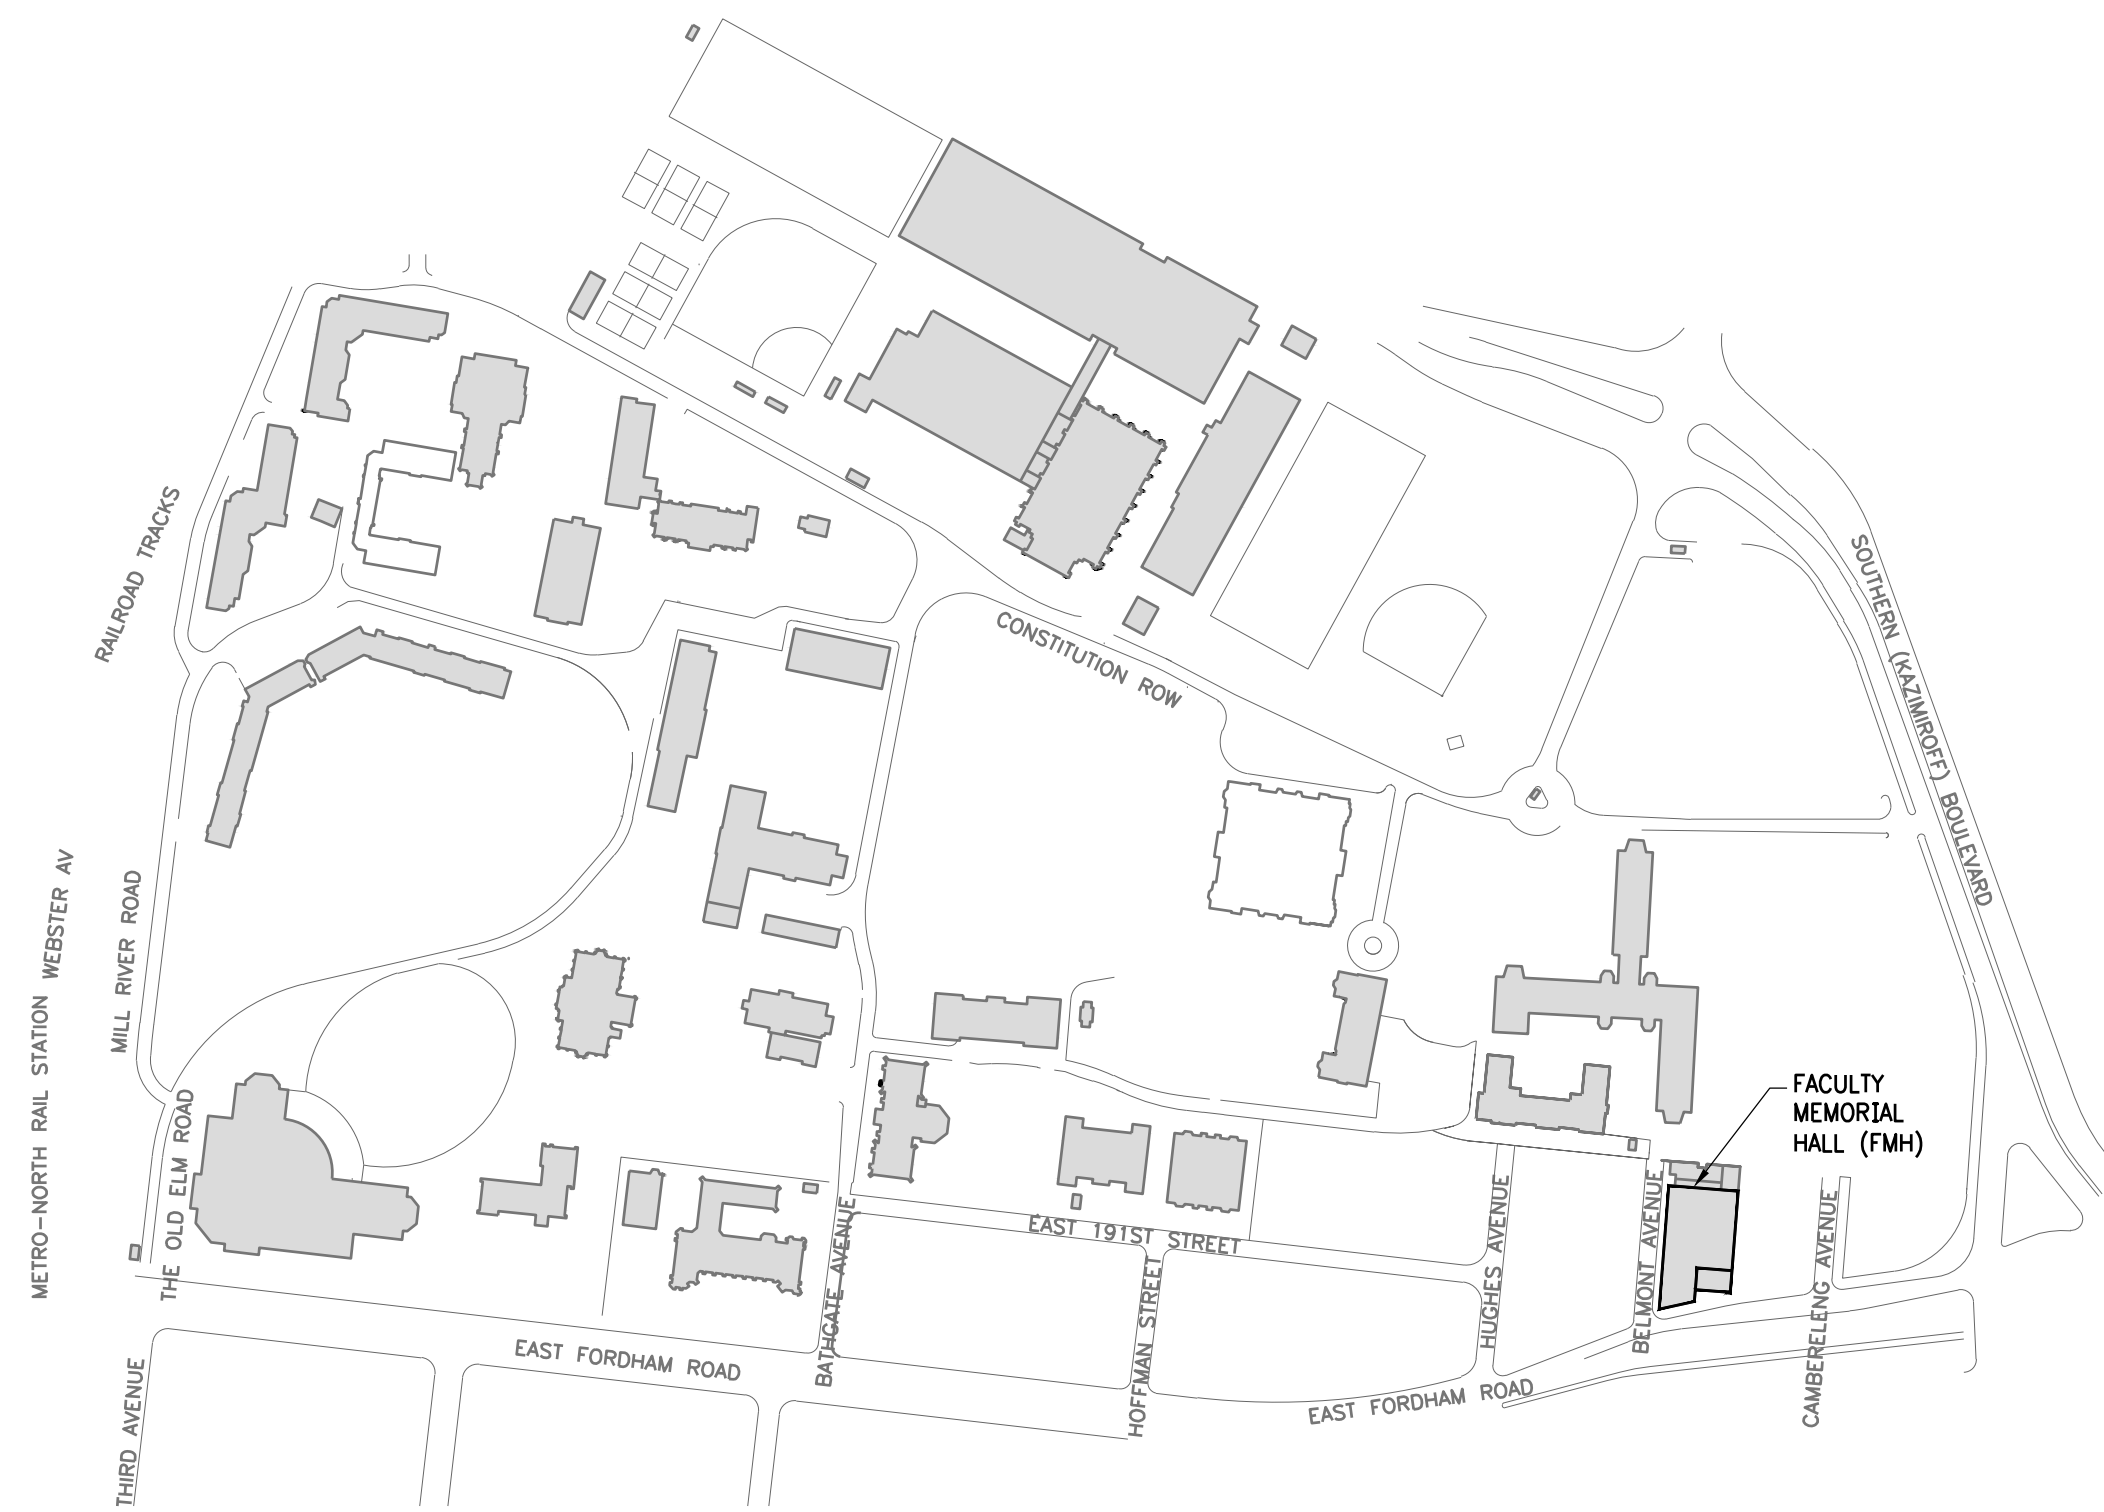 RAILROAD TRACKS
CONSTITUTION ROW
SOUTHERN (KAZIMIROFF) BOULEVARD
WEBSTER AV
MILL RIVER ROAD
METRO-NORTH RAIL STATION
THE OLD ELM ROAD
FACULTY
MEMORIAL
HALL (FMH)
EAST 191ST STREET
BATHGATE AVENUE
HOFFMAN STREET
HUGHES AVENUE
BELMONT AVENUE
CAMBERELENG AVENUE
EAST FORDHAM ROAD
EAST FORDHAM ROAD
THIRD AVENUE